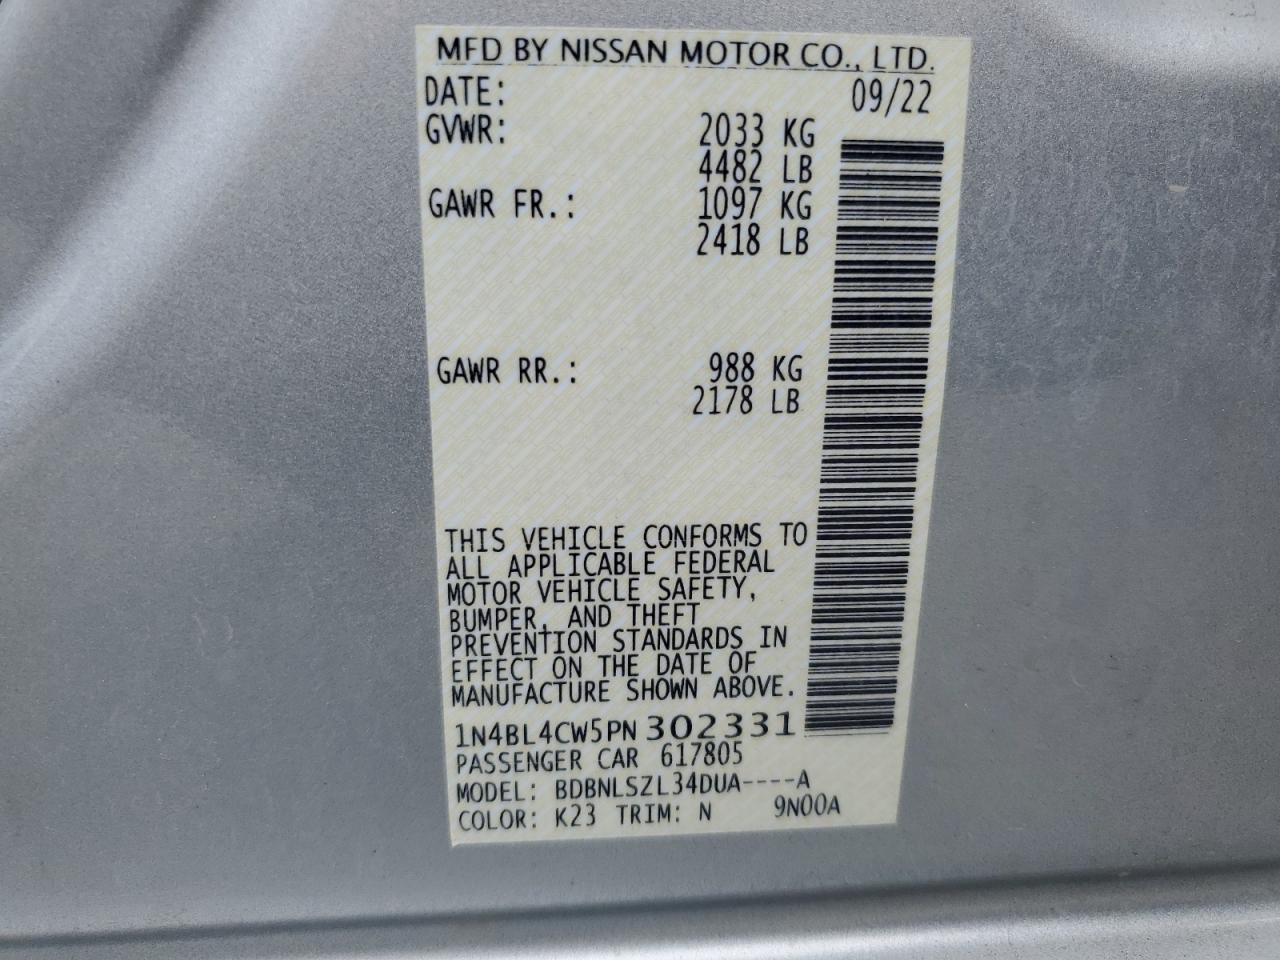 MFD BY NISSAN MOTOR CO., LTD.
DATE: 09/22
GVWR: 2033 KG
4482 LB
GAWR FR.: 1097 KG
2418 LB
GAWR RR.: 988 KG
2178 LB
THIS VEHICLE CONFORMS TO
ALL APPLICABLE FEDERAL
MOTOR VEHICLE SAFETY,
BUMPER, AND THEFT
PREVENTION STANDARDS IN
EFFECT ON THE DATE OF
MANUFACTURE SHOWN ABOVE.
1N4BL4CW5PN302331
PASSENGER CAR 617805
MODEL: BDBNLSZL34DUA----A
COLOR: K23 TRIM: N 9N00A